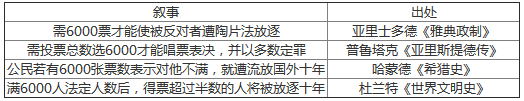 叙事 出处
需6000票才能使被反对者遭陶片法放逐 亚里士多德《雅典政制》
需投票总数选6000才能唱票表决，并以多数定罪 普鲁塔克《亚里斯提德传》
公民若有6000张票数表示对他不满，就遭流放国外十年 哈蒙德《希猎史》
满6000人法定人数后，得票超过半数的人将被放逐十年 杜兰特《世界文明史》